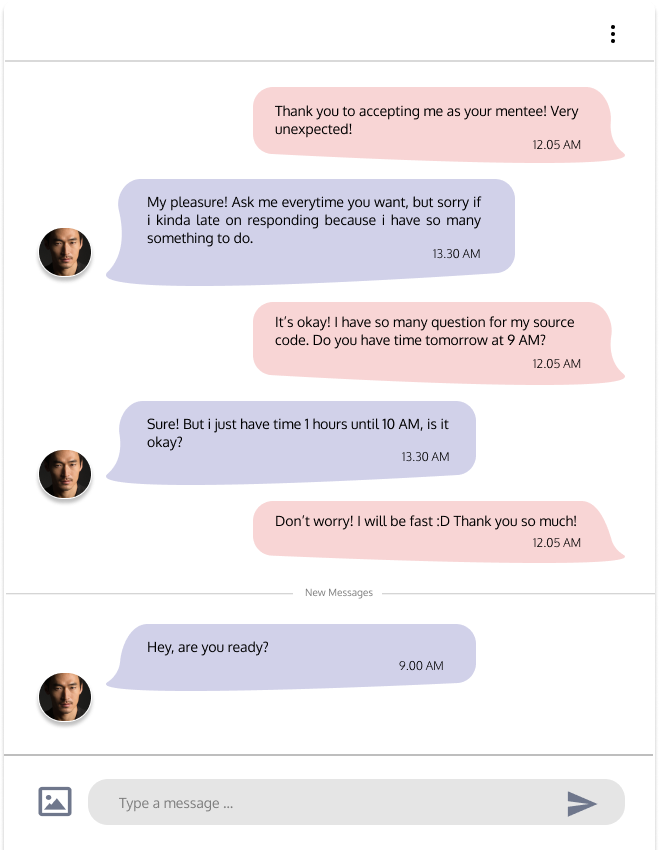 Thank you to accepting me as your mentee! Very
unexpected!
12.05 AM
My pleasure! Ask me everytime you want, but sorry if
i kinda late on responding because i have so many
something to do.
13.30 AM
It's okay! I have so many question for my source
code. Do you have time tomorrow at 9 AM?
12.05 AM
Sure! But i just have time 1 hours until 10 AM, is it
okay?
13.30 AM
Don't worry! I will be fast :D Thank you so much!
12.05 AM
New Messages
Hey, are you ready?
9.00 AM
Type a message ...